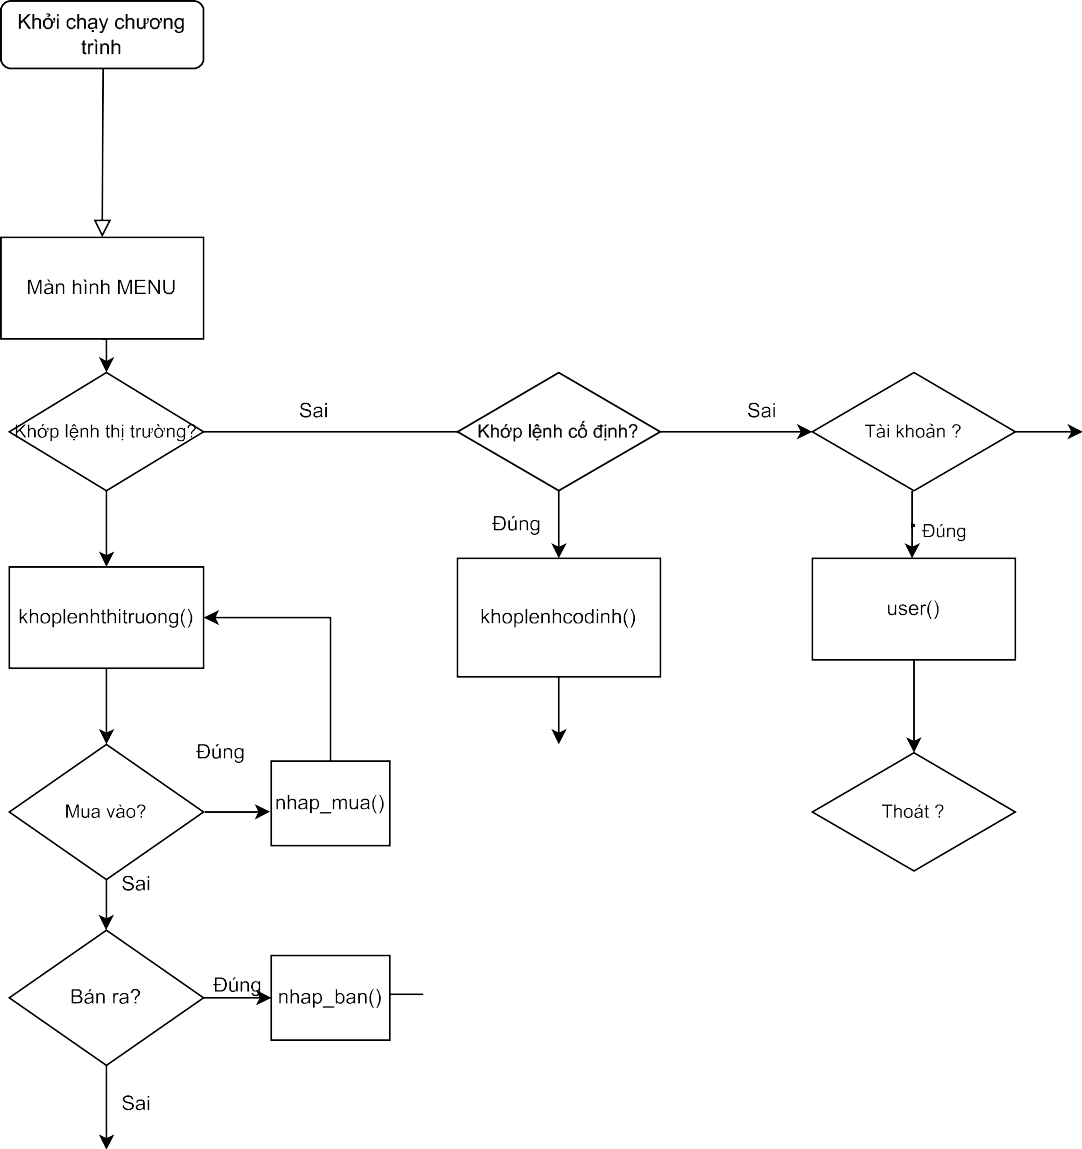 Khởi chạy chương
trình
Màn hình MENU
Khớp lệnh thị trường?
Sai
Khớp lệnh cố định?
Sai
Tài khoản ?
Đúng
Đúng
khoplenhthitruong()
khoplenhcodinh()
user()
Mua vào?
Đúng
nhap_mua()
Thoát ?
Sai
Bán ra?
Đúng
nhap_ban()
Sai